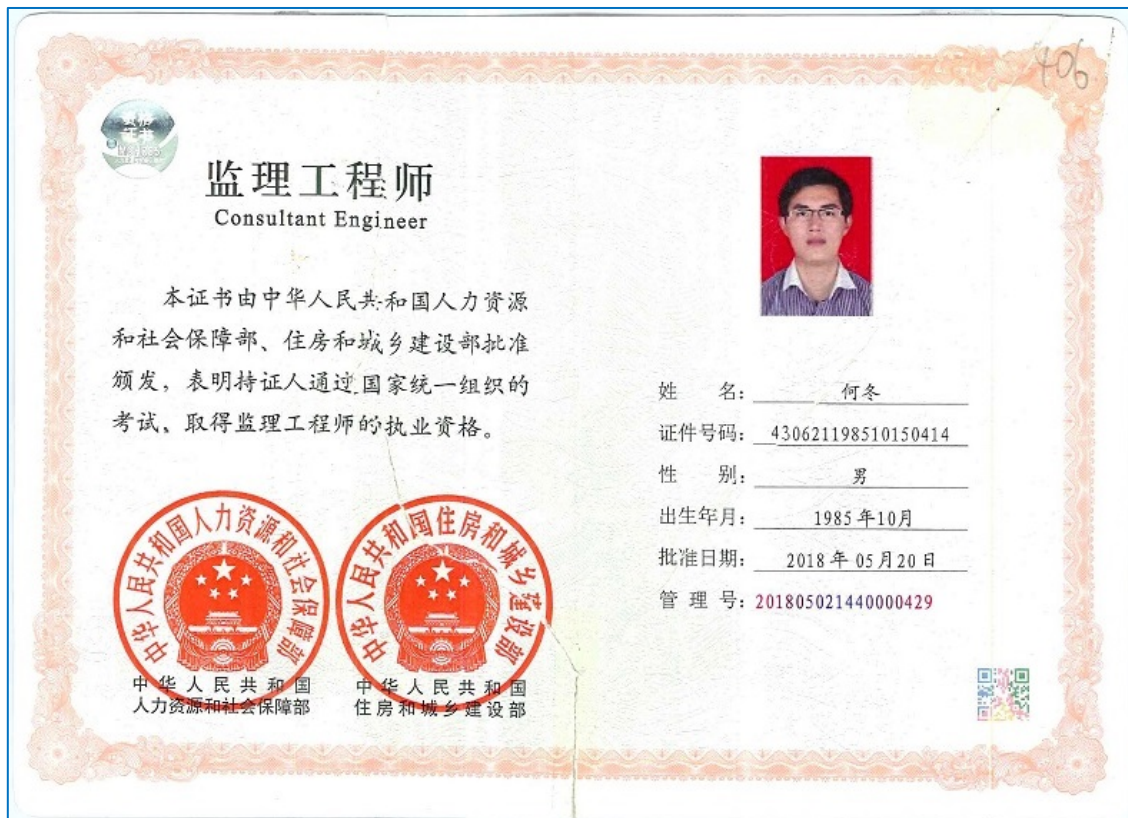 406
资格
证书
监理工程师
Consultant Engineer
本证书由中华人民共和国人力资源
和社会保障部、住房和城乡建设部批准
颁发，表明持证人通过国家统一组织的
考试，取得监理工程师的执业资格。
中华人民共和国人力资源和社会保障部
中华人民共和国住房和城乡建设部
中华人民共和国
人力资源和社会保障部
中华人民共和国
住房和城乡建设部
姓 名：何冬
证件号码：430621198510150414
性 别：男
出生年月：1985年10月
批准日期：2018年05月20日
管 理 号：201805021440000429